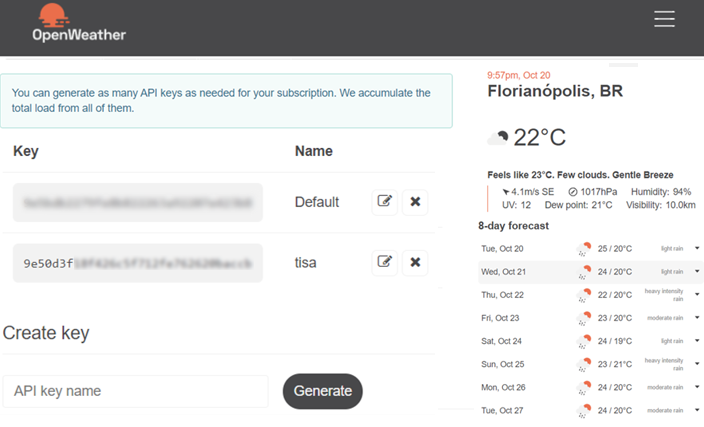 OpenWeather
You can generate as many API keys as needed for your subscription. We accumulate the
total load from all of them.
Key Name
Default
9e50d3f
tisa
Create key
API key name
Generate
9:57pm, Oct 20
Florianópolis, BR
22°C
Feels like 23°C. Few clouds. Gentle Breeze
4.1m/s SE 1017hPa Humidity: 94%
UV: 12 Dew point: 21°C Visibility: 10.0km
8-day forecast
Tue, Oct 20 25 / 20°C light rain
Wed, Oct 21 24 / 20°C light rain
Thu, Oct 22 22 / 20°C heavy intensity
rain
Fri, Oct 23 23 / 20°C moderate rain
Sat, Oct 24 24 / 19°C light rain
Sun, Oct 25 23 / 21°C heavy intensity
rain
Mon, Oct 26 24 / 20°C moderate rain
Tue, Oct 27 24 / 20°C moderate rain